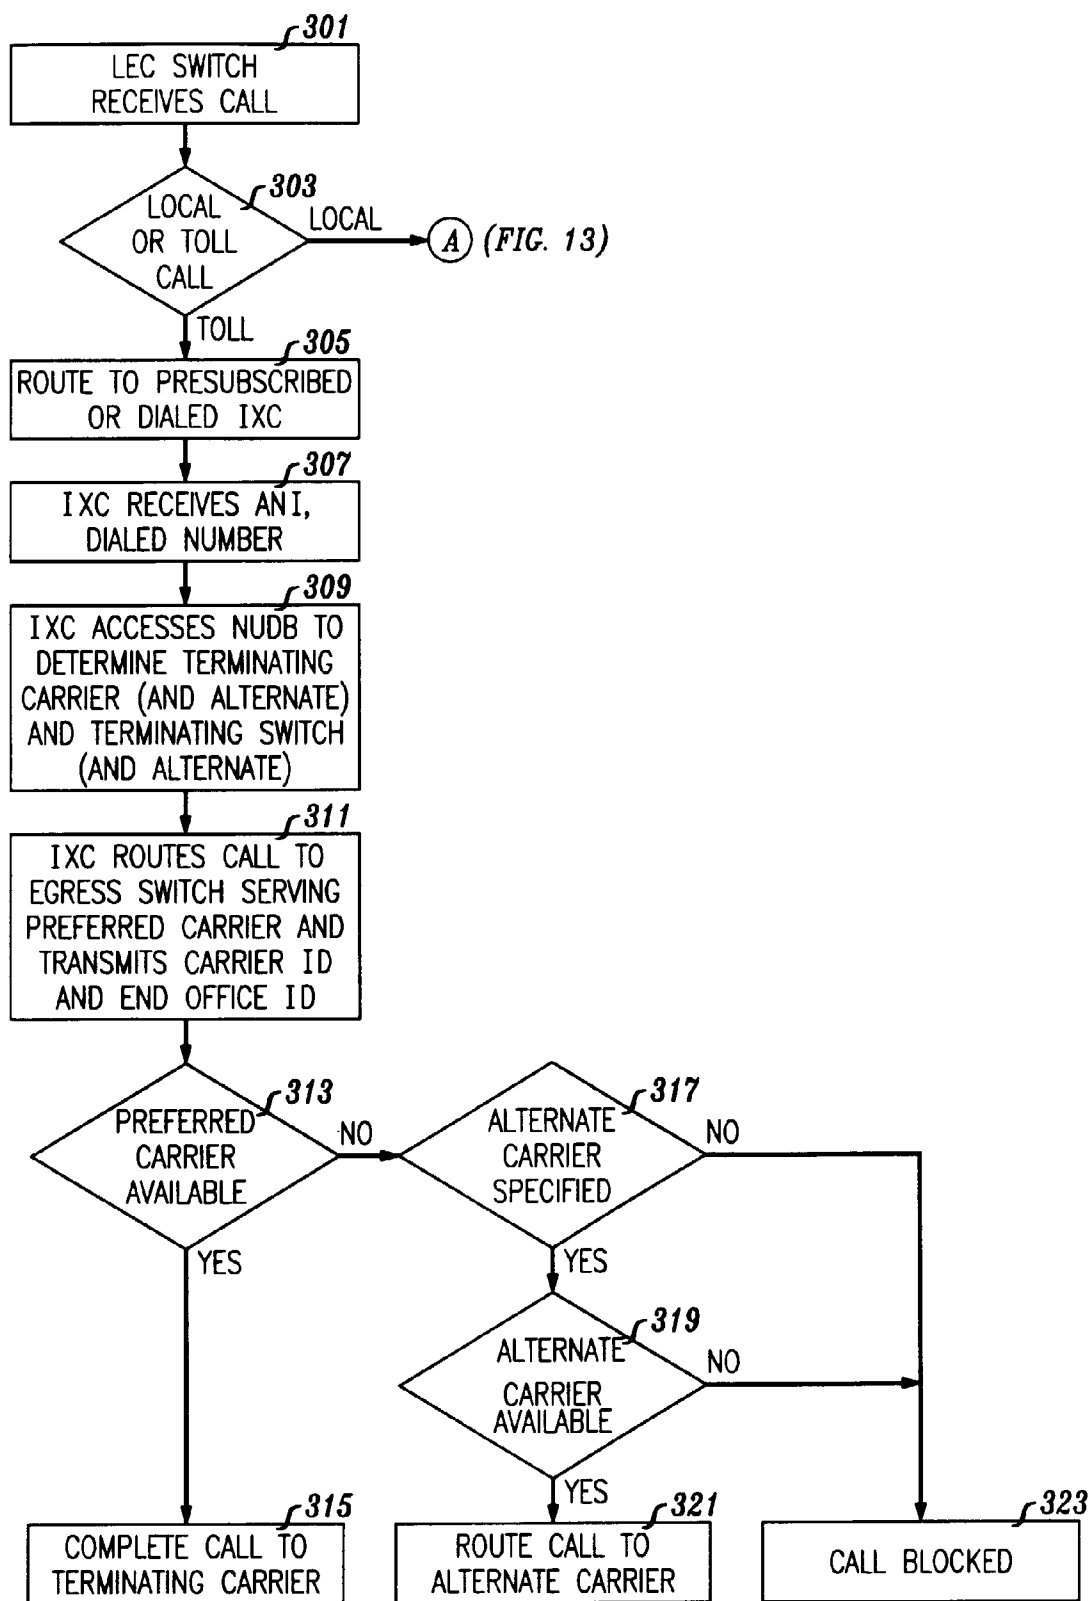 301
LEC SWITCH
RECEIVES CALL
303
LOCAL
OR TOLL
CALL
LOCAL
A (FIG. 13)
TOLL
305
ROUTE TO PRESUBSCRIBED
OR DIALED IXC
307
IXC RECEIVES ANI,
DIALED NUMBER
309
IXC ACCESSES NUDB TO
DETERMINE TERMINATING
CARRIER (AND ALTERNATE)
AND TERMINATING SWITCH
(AND ALTERNATE)
311
IXC ROUTES CALL TO
EGRESS SWITCH SERVING
PREFERRED CARRIER AND
TRANSMITS CARRIER ID
AND END OFFICE ID
313
PREFERRED
CARRIER
AVAILABLE
NO
YES
317
ALTERNATE
CARRIER
SPECIFIED
NO
YES
319
ALTERNATE
CARRIER
AVAILABLE
NO
YES
315
COMPLETE CALL TO
TERMINATING CARRIER
321
ROUTE CALL TO
ALTERNATE CARRIER
323
CALL BLOCKED